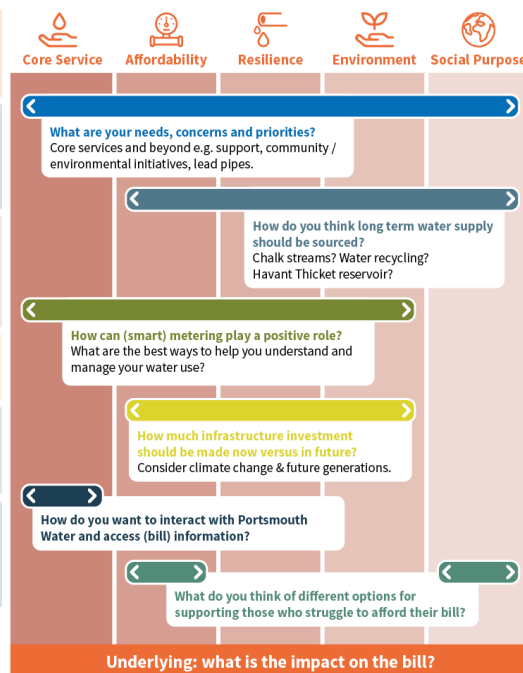 Core Service
Affordability
Resilience
Environment
Social Purpose
What are your needs, concerns and priorities?
Core services and beyond e.g. support, community /
environmental initiatives, lead pipes.
How do you think long term water supply
should be sourced?
Chalk streams? Water recycling?
Havant Thicket reservoir?
How can (smart) metering play a positive role?
What are the best ways to help you understand and
manage your water use?
How much infrastructure investment
should be made now versus in future?
Consider climate change & future generations.
How do you want to interact with Portsmouth
Water and access (bill) information?
What do you think of different options for
supporting those who struggle to afford their bill?
Underlying: what is the impact on the bill?